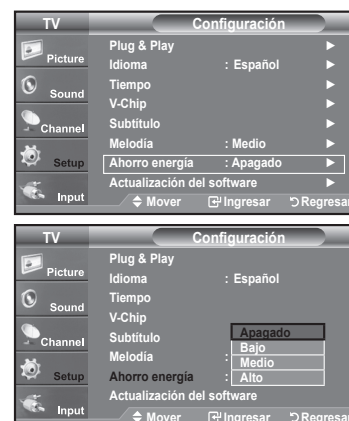 TV Configuración
Plug & Play
Picture
Idioma : Español
Tiempo
Sound
V-Chip
Channel
Subtítulo
Melodía : Medio
Setup
Ahorro energía : Apagado
Actualización del software
Input
Mover Ingresar Regresar
TV Configuración
Plug & Play
Picture
Idioma : Español
Tiempo
Sound
V-Chip
Channel
Subtítulo Apagado
Bajo
Melodía : Medio
Setup
Ahorro energía : Alto
Actualización del software
Input
Mover Ingresar Regresar